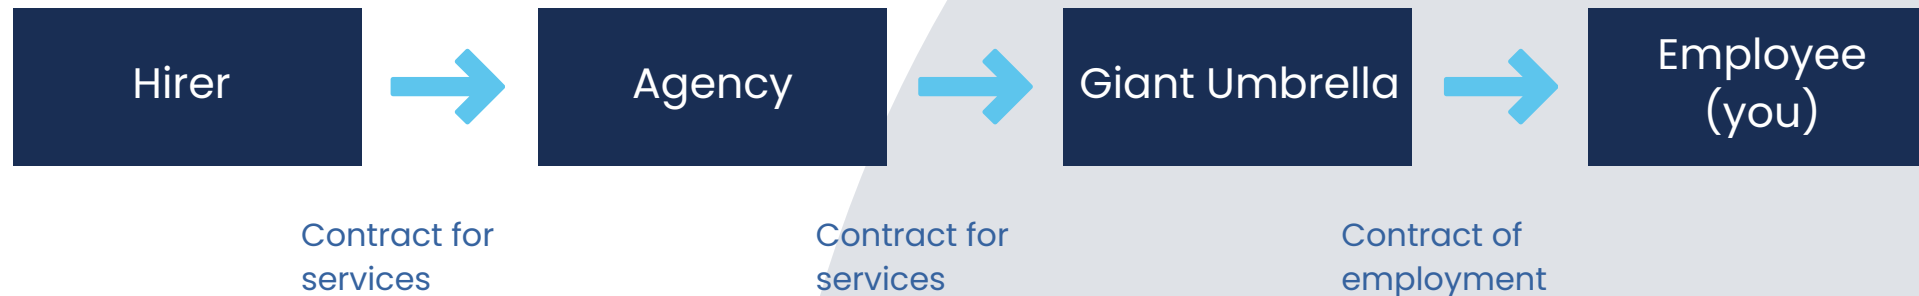 Hirer
Agency
Giant Umbrella
Employee
(you)
Contract for
services
Contract for
services
Contract of
employment